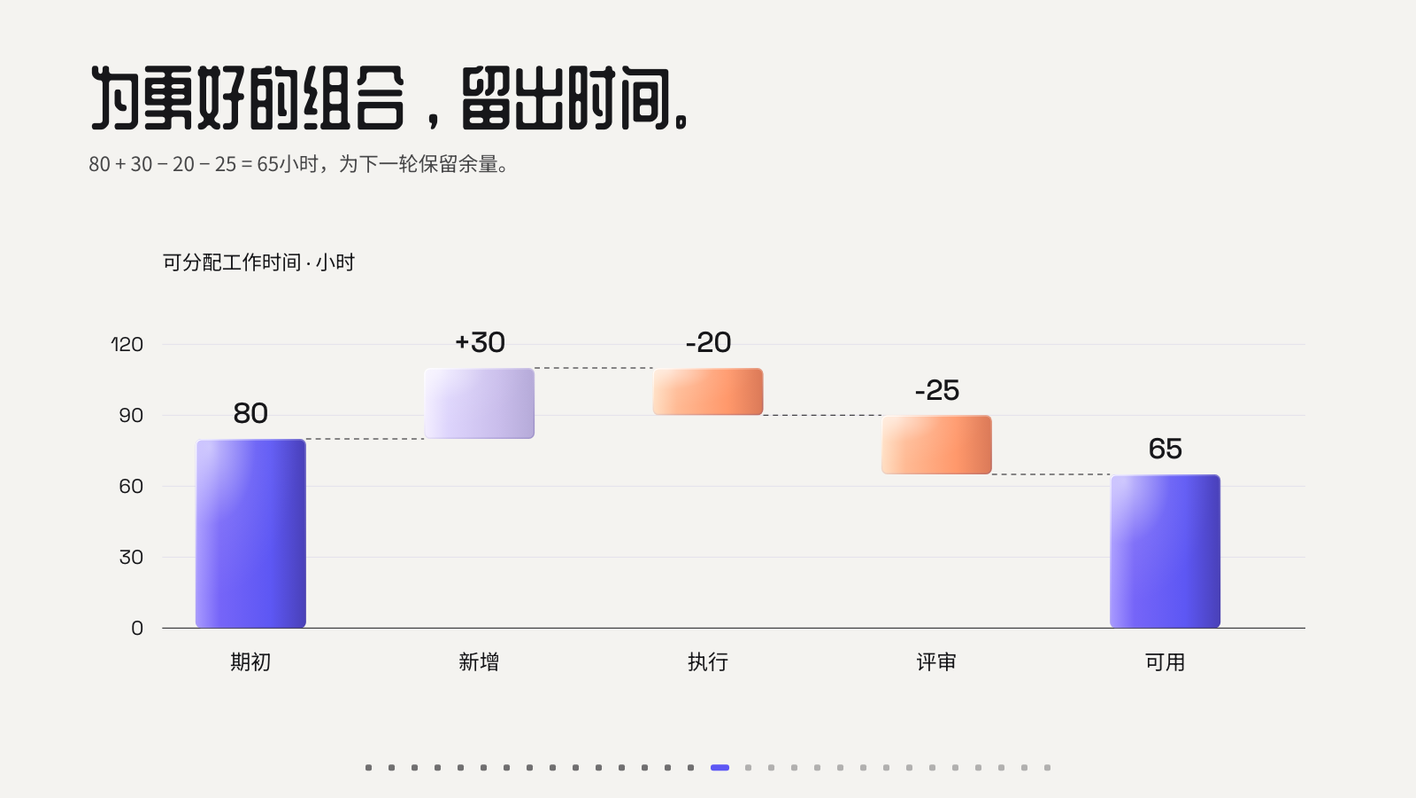 为更好的组合，留出时间。
80 + 30 − 20 − 25 = 65小时，为下一轮保留余量。
可分配工作时间 · 小时
120
90
60
30
0
80
+30
-20
-25
65
期初
新增
执行
评审
可用